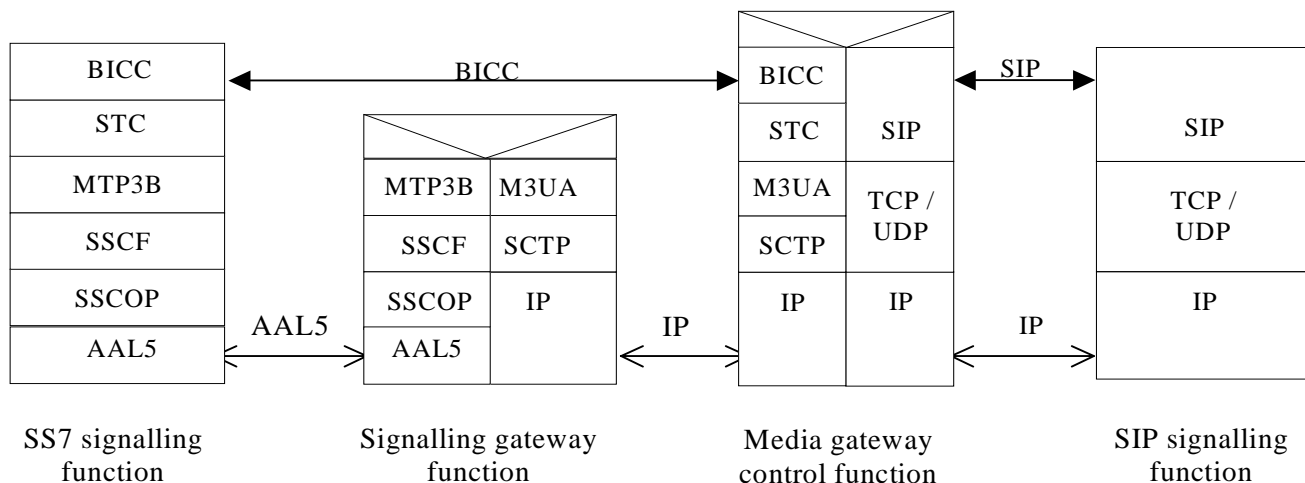 BICC
STC
MTP3B
SSCF
SSCOP
AAL5
BICC
AAL5
MTP3B
M3UA
SSCF
SCTP
SSCOP
IP
AAL5
IP
BICC
STC
SIP
M3UA
TCP /
UDP
SCTP
IP
IP
SIP
IP
SIP
TCP /
UDP
IP
SS7 signalling
function
Signalling gateway
function
Media gateway
control function
SIP signalling
function